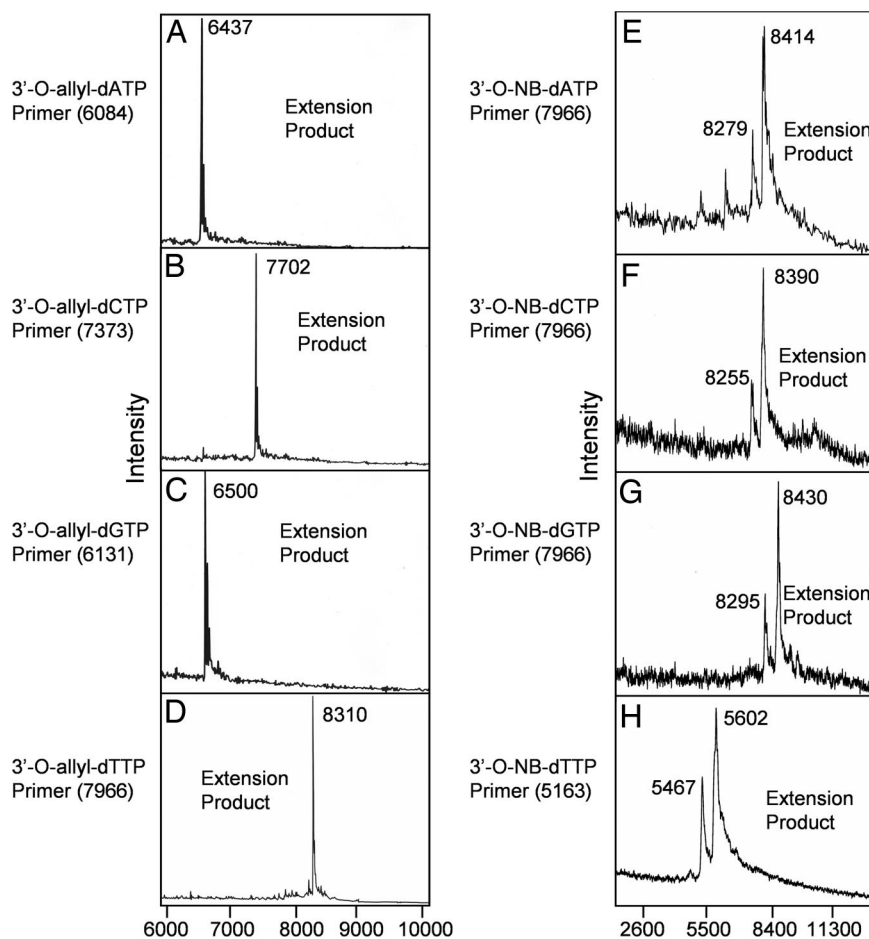 A
6437
3'-O-allyl-dATP
Primer (6084)
Extension
Product
B
7702
3'-O-allyl-dCTP
Primer (7373)
Extension
Product
C
6500
3'-O-allyl-dGTP
Primer (6131)
Extension
Product
D
8310
3'-O-allyl-dTTP
Primer (7966)
Extension
Product
Intensity
6000 7000 8000 9000 10000
E
8414
3'-O-NB-dATP
Primer (7966)
8279
Extension
Product
F
8390
3'-O-NB-dCTP
Primer (7966)
8255
Extension
Product
G
8430
3'-O-NB-dGTP
Primer (7966)
8295
Extension
Product
H
5602
3'-O-NB-dTTP
Primer (5163)
5467
Extension
Product
Intensity
2600 5500 8400 11300